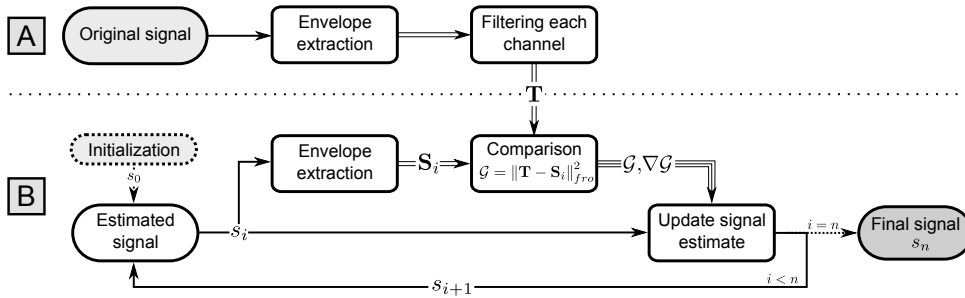 A
Original signal
Envelope
extraction
Filtering each
channel
T
B
Initialization
s₀
Estimated
signal
sᵢ
Envelope
extraction
Sᵢ
Comparison
𝒢 = ‖T − Sᵢ‖²_fro
𝒢,∇𝒢
Update signal
estimate
i = n
Final signal
sₙ
i < n
sᵢ₊₁